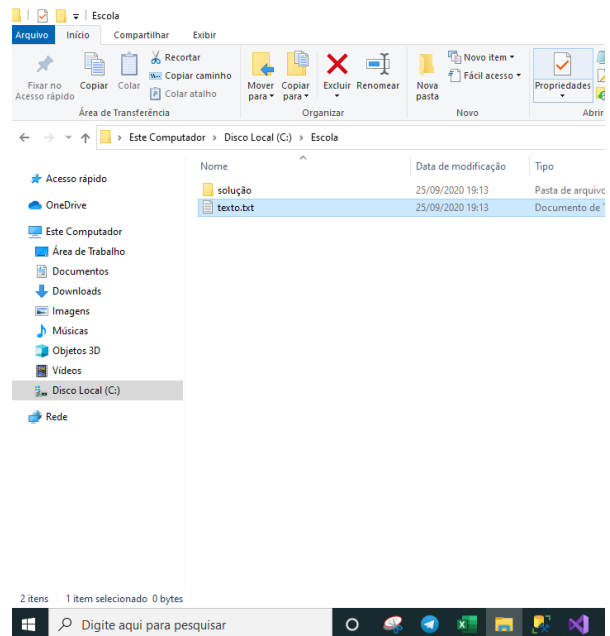 Escola
Arquivo Início Compartilhar Exibir
Fixar no Acesso rápido
Copiar
Colar
Recortar
Copiar caminho
Colar atalho
Mover para
Copiar para
Excluir
Renomear
Nova pasta
Novo item
Fácil acesso
Propriedades
Área de Transferência Organizar Novo Abrir
Este Computador > Disco Local (C:) > Escola
Nome Data de modificação Tipo
solução 25/09/2020 19:13 Pasta de arquivo
texto.txt 25/09/2020 19:13 Documento de
Acesso rápido
OneDrive
Este Computador
Área de Trabalho
Documentos
Downloads
Imagens
Músicas
Objetos 3D
Vídeos
Disco Local (C:)
Rede
2 itens 1 item selecionado 0 bytes
Digite aqui para pesquisar